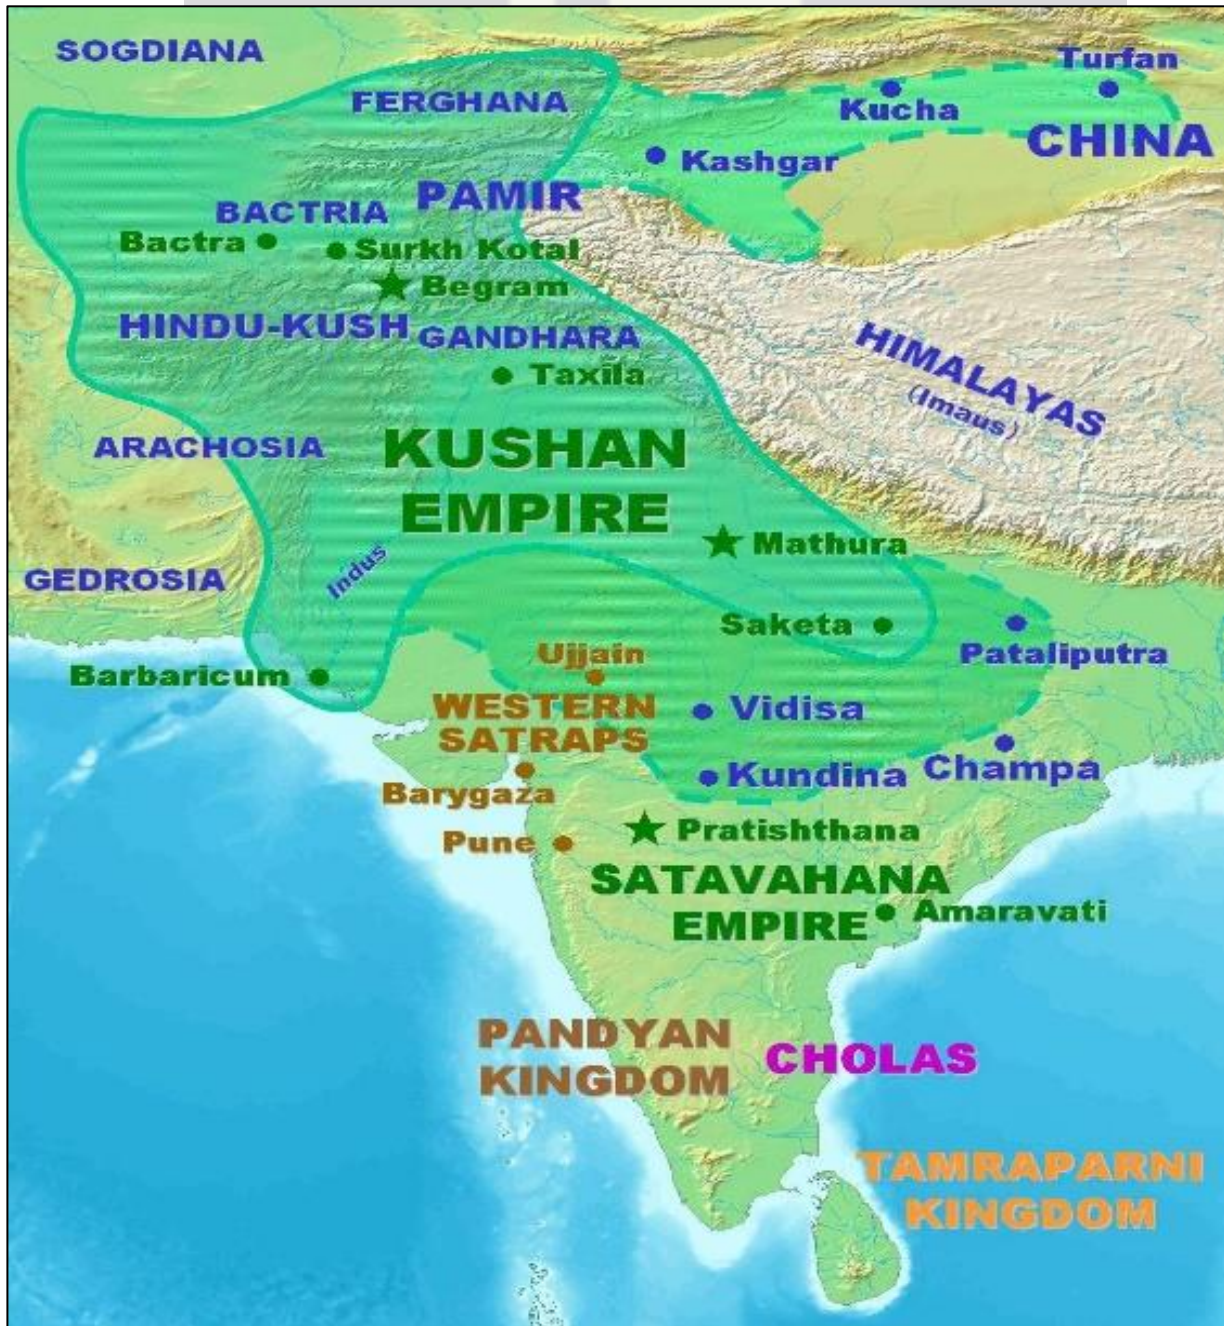 SOGDIANA
Turfan
FERGHANA
Kucha
CHINA
Kashgar
PAMIR
BACTRIA
Bactra
Surkh Kotal
Begram
HINDU-KUSH
GANDHARA
HIMALAYAS
(Imaus)
Taxila
ARACHOSIA
KUSHAN
EMPIRE
Mathura
Indus
GEDROSIA
Saketa
Pataliputra
Ujjain
Barbaricum
WESTERN
SATRAPS
Vidisa
Kundina
Champa
Barygaza
Pune
Pratishthana
SATAVAHANA
EMPIRE
Amaravati
PANDYAN
KINGDOM
CHOLAS
TAMRAPARNI
KINGDOM